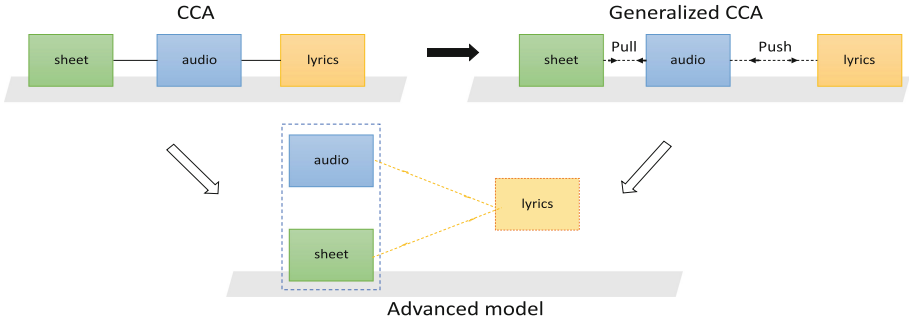 CCA
Generalized CCA
sheet
audio
lyrics
sheet
Pull
audio
Push
lyrics
audio
lyrics
sheet
Advanced model